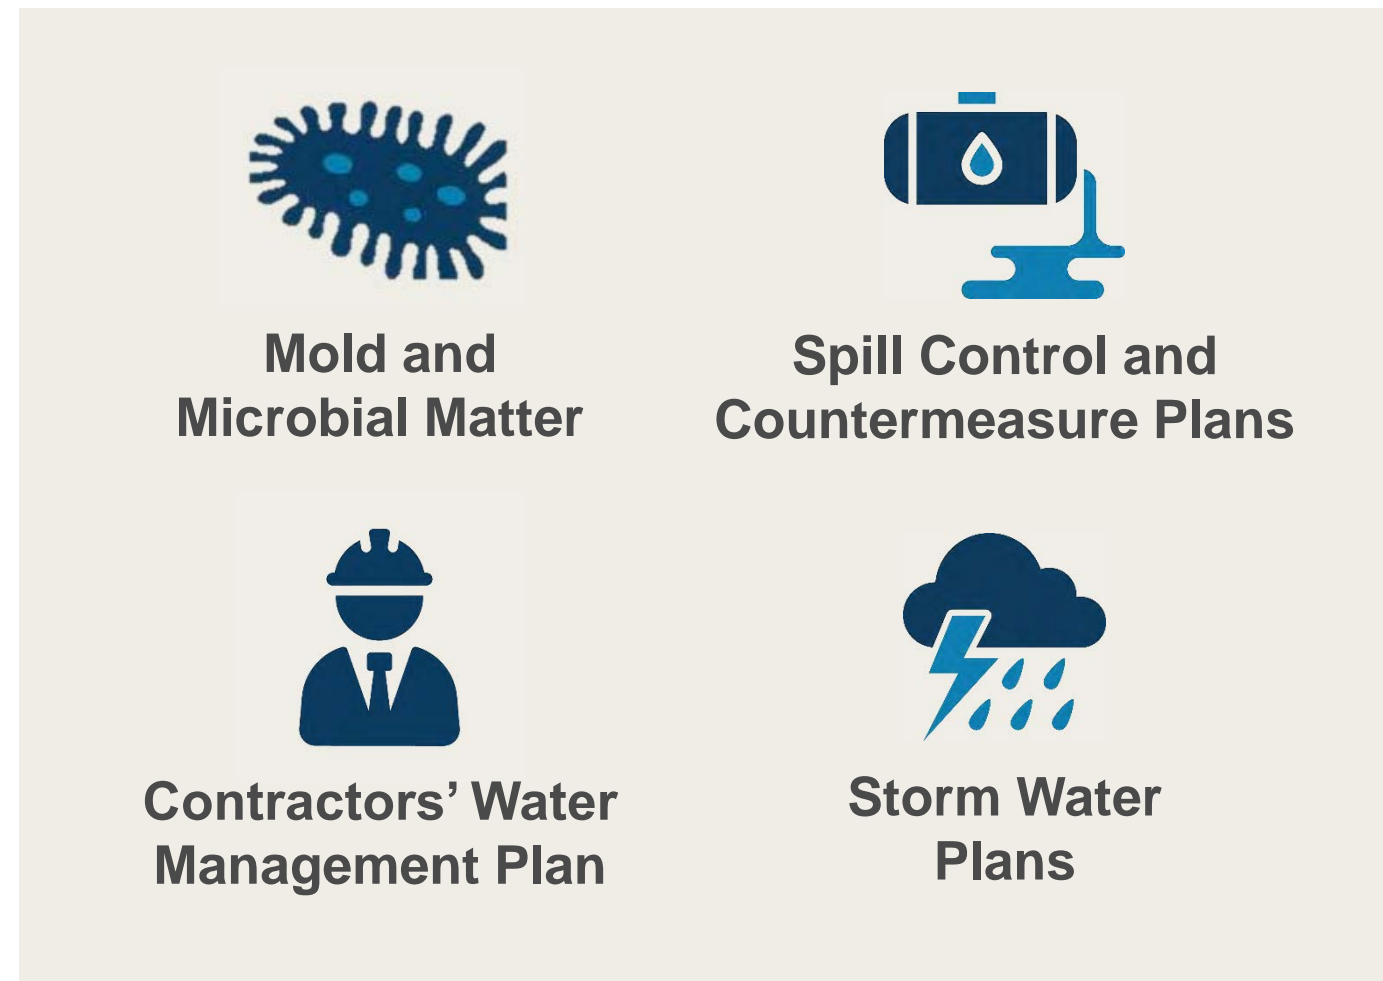 Mold and
Microbial Matter
Spill Control and
Countermeasure Plans
Contractors’ Water
Management Plan
Storm Water
Plans